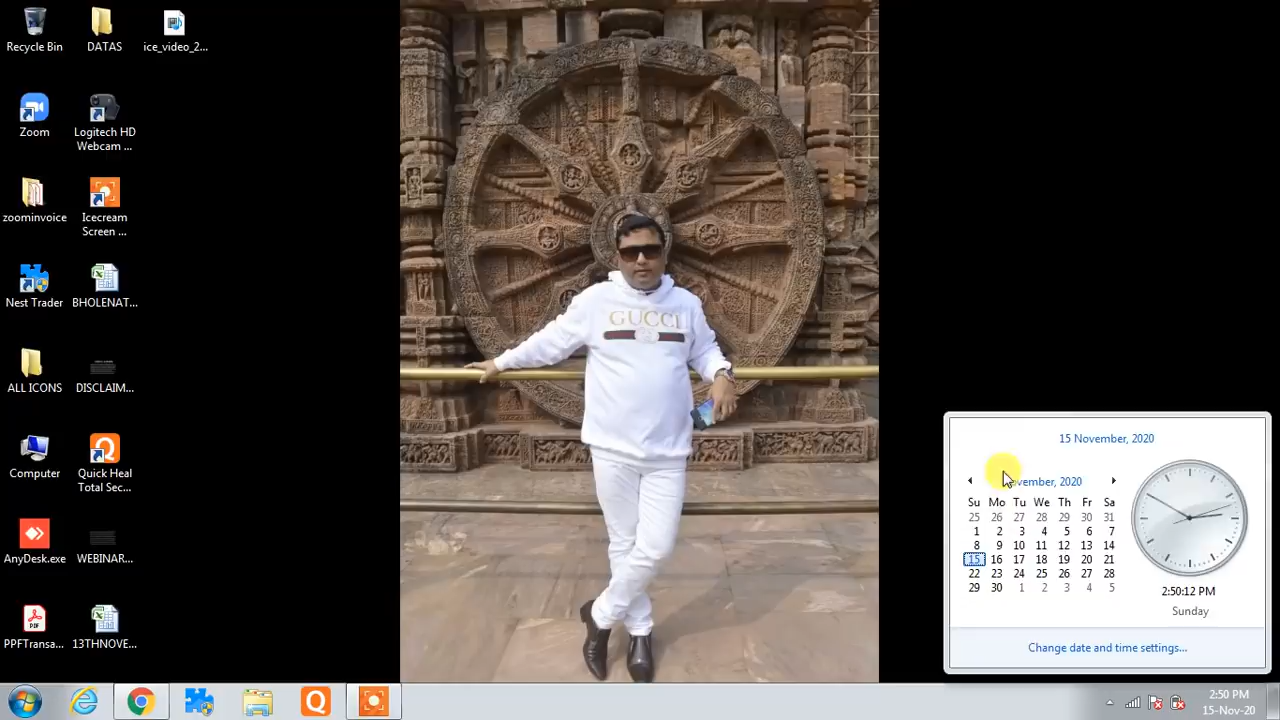 Recycle Bin
DATAS
ice_video_2...
Zoom
Logitech HD
Webcam ...
zoominvoice
Icecream
Screen ...
Nest Trader
BHOLENAT...
ALL ICONS
DISCLAIM...
Computer
Quick Heal
Total Sec...
AnyDesk.exe
WEBINAR...
PPFTransa...
13THNOVE...
GUCCI
15 November, 2020
vember, 2020
Su Mo Tu We Th Fr Sa
25 26 27 28 29 30 31
1 2 3 4 5 6 7
8 9 10 11 12 13 14
15 16 17 18 19 20 21
22 23 24 25 26 27 28
29 30 1 2 3 4 5
2:50:12 PM
Sunday
Change date and time settings...
2:50 PM
15-Nov-20